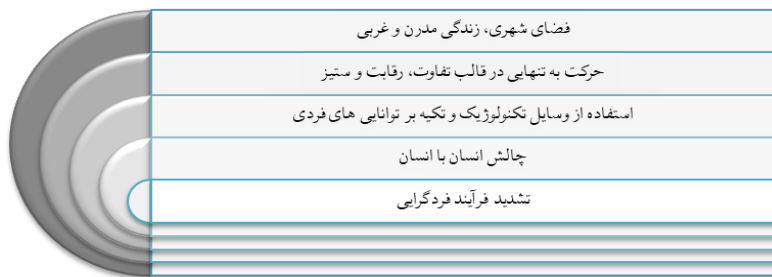 فضای شهری، زندگی مدرن و غربی
حرکت به تنهایی در قالب تفاوت، رقابت و ستیز
استفاده از وسایل تکنولوژیک و تکیه بر توانایی های فردی
چالش انسان با انسان
تشدید فرآیند فردگرایی